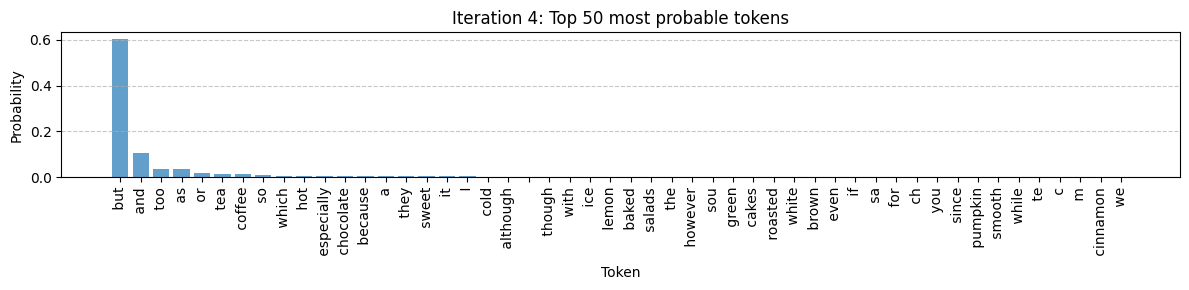 Iteration 4: Top 50 most probable tokens
Probability
0.6
0.4
0.2
0.0
but and too as or tea coffee so which hot especially chocolate because a they sweet it I cold although though with ice lemon baked salads the however sou green cakes roasted white brown even if sa for ch you since pumpkin smooth while te c m cinnamon we
Token